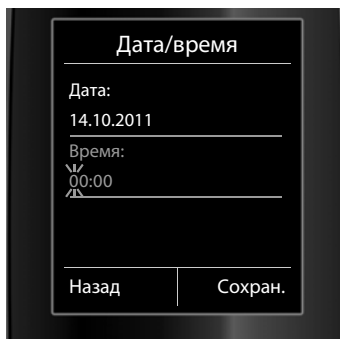 Дата/время
Дата:
14.10.2011
Время:
00:00
Назад Сохран.